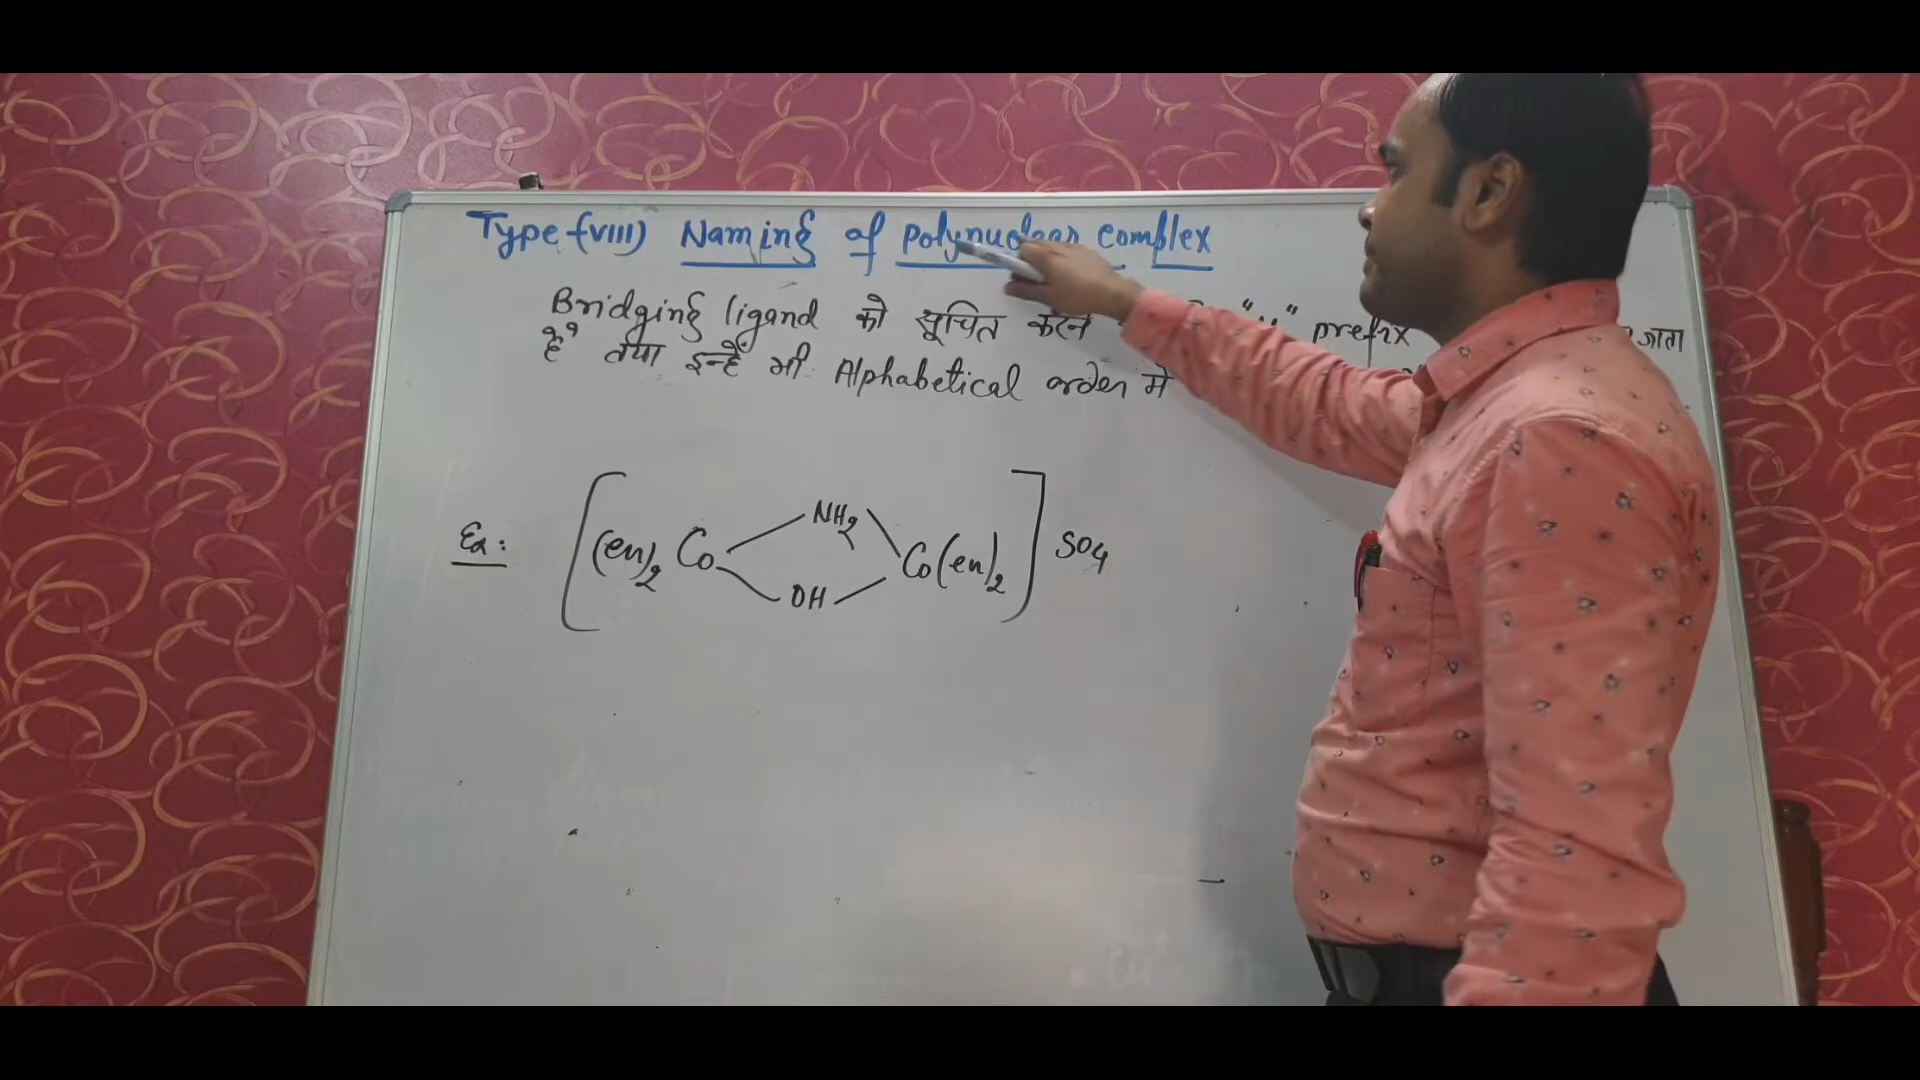 Type-(VIII) Naming of polynuclear complex
Bridging ligand को सूचित करने " " prefix जाता
है तथा इन्हें भी Alphabetical order में
Ex: [(en)₂ Co NH₂ OH Co(en)₂] SO₄